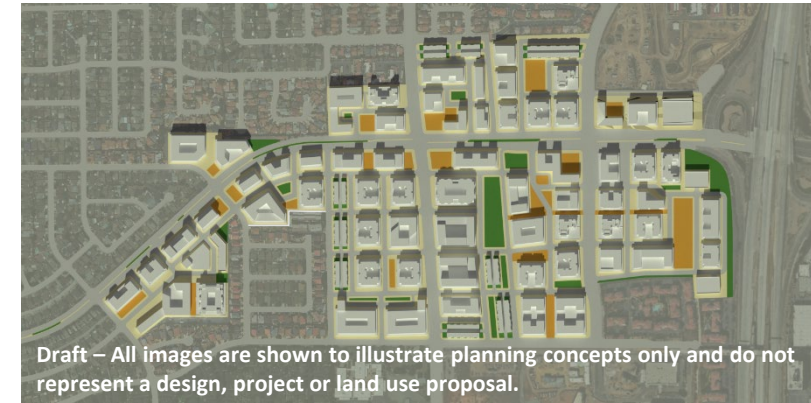 Draft – All images are shown to illustrate planning concepts only and do not
represent a design, project or land use proposal.